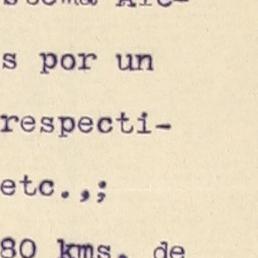 s por un
respecti-
etc.,;
80 kms. de